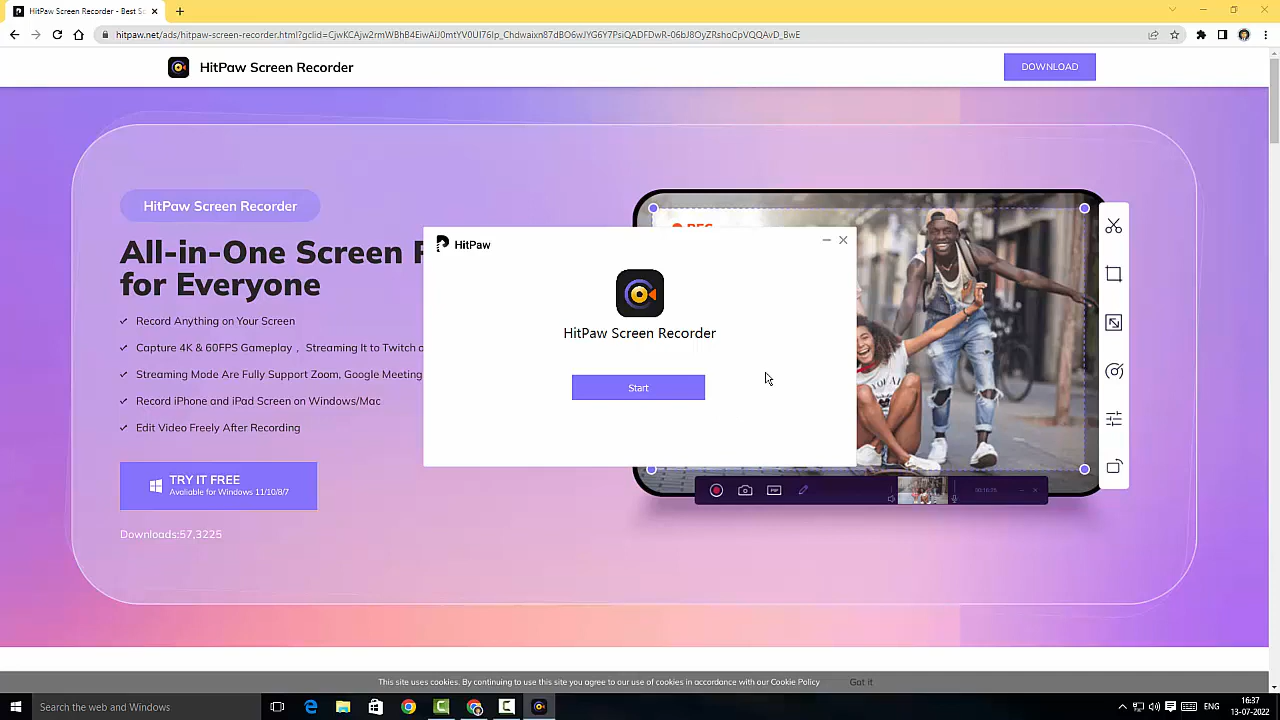 HitPaw Screen Recorder - Best Sc
hitpaw.net/ads/hitpaw-screen-recorder.html?gclid=CjwKCAjw2rmWBhB4EiwAiJ0mtYV0UI76Ip_Chdwaixn87dBO6wJYG6Y7PsiQADFDwR-06bJ8OyZRshoCpVQQAvD_BwE
HitPaw Screen Recorder
DOWNLOAD
HitPaw Screen Recorder
All-in-One Screen R
for Everyone
Record Anything on Your Screen
Capture 4K & 60FPS Gameplay， Streaming It to Twitch o
Streaming Mode Are Fully Support Zoom, Google Meeting
Record iPhone and iPad Screen on Windows/Mac
Edit Video Freely After Recording
TRY IT FREE
Avaliable for Windows 11/10/8/7
Downloads:57,3225
HitPaw
HitPaw Screen Recorder
Start
This site uses cookies. By continuing to use this site you agree to our use of cookies in accordance with our Cookie Policy
Got it
Search the web and Windows
ENG
16:37
13-07-2022